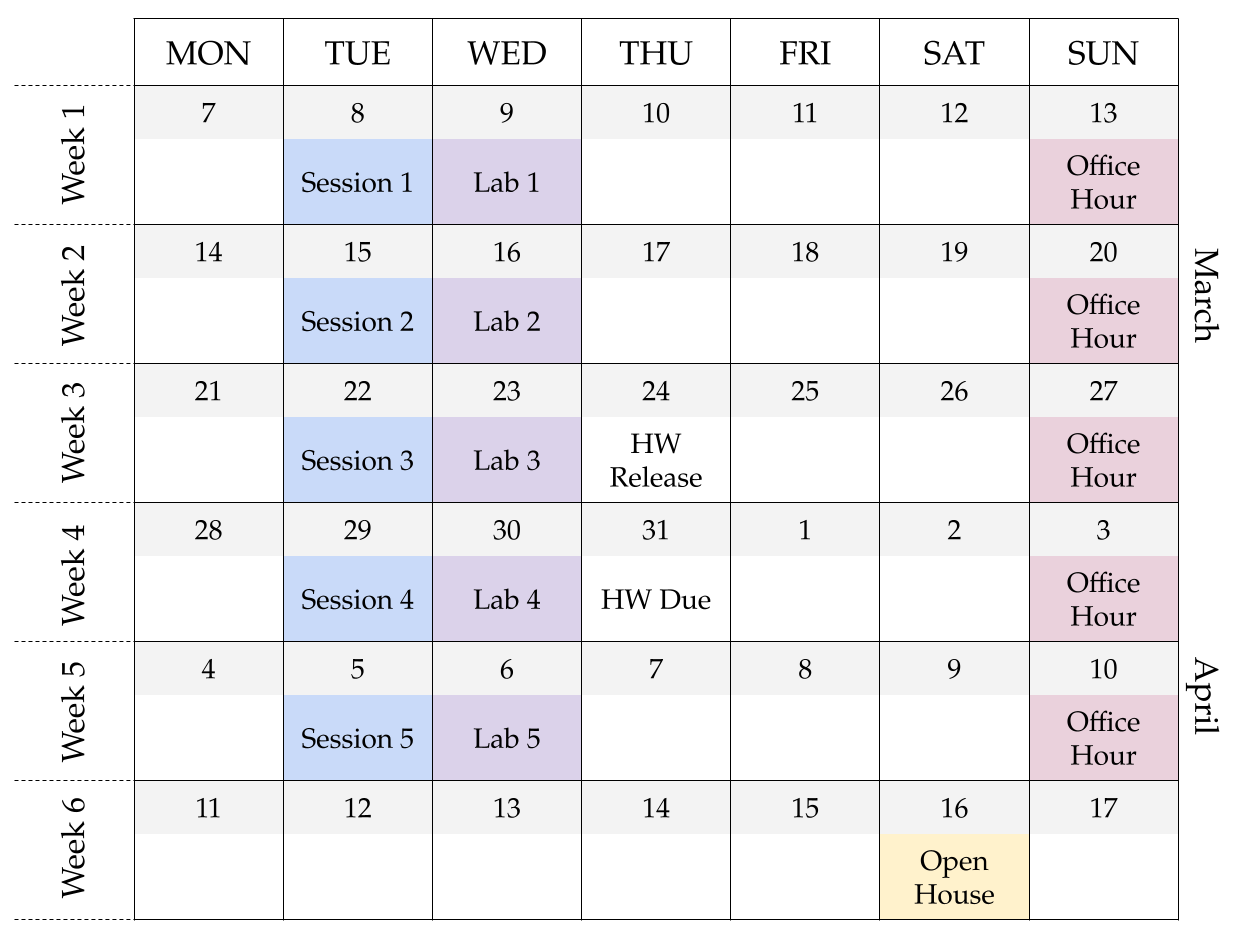 MON TUE WED THU FRI SAT SUN
Week 1
7 8 9 10 11 12 13
Session 1 Lab 1 Office
Hour
Week 2
14 15 16 17 18 19 20
Session 2 Lab 2 Office
Hour
March
Week 3
21 22 23 24 25 26 27
Session 3 Lab 3 HW
Release
Office
Hour
Week 4
28 29 30 31 1 2 3
Session 4 Lab 4 HW Due Office
Hour
Week 5
4 5 6 7 8 9 10
Session 5 Lab 5 Office
Hour
April
Week 6
11 12 13 14 15 16 17
Open
House